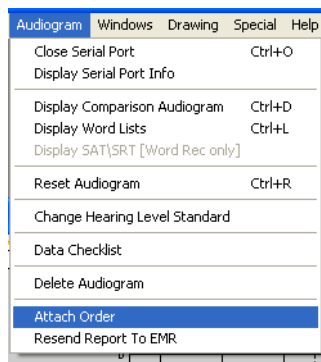 Audiogram Windows Drawing Special Help
Close Serial Port Ctrl+O
Display Serial Port Info
Display Comparison Audiogram Ctrl+D
Display Word Lists Ctrl+L
Display SAT\SRT [Word Rec only]
Reset Audiogram Ctrl+R
Change Hearing Level Standard
Data Checklist
Delete Audiogram
Attach Order
Resend Report To EMR